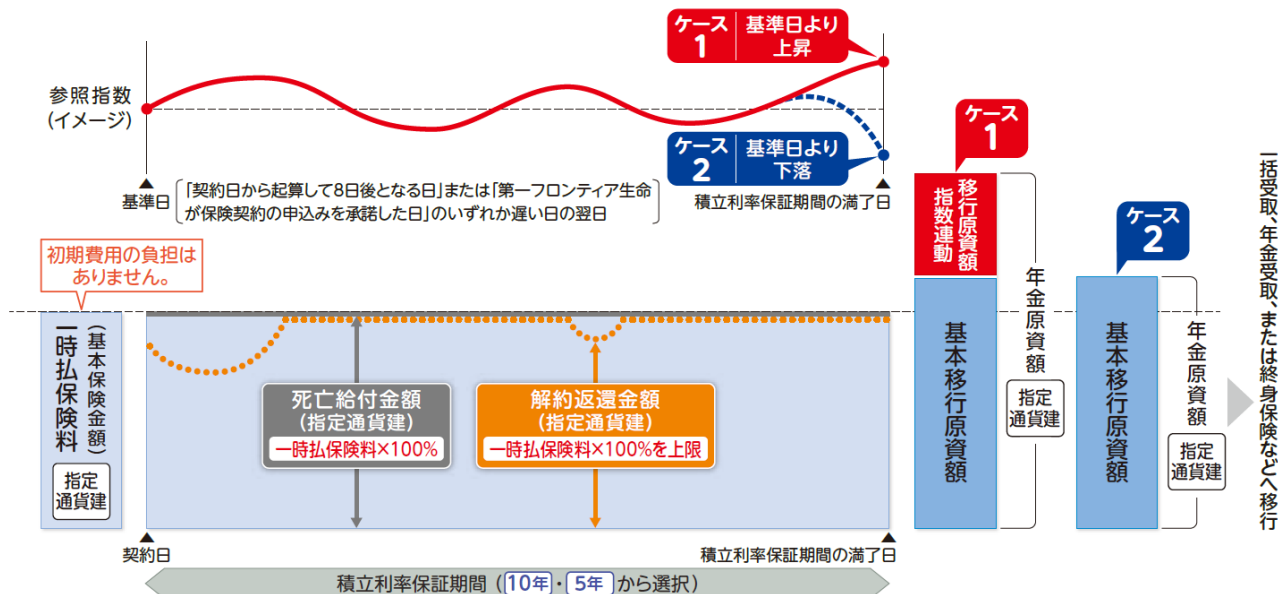 ケース1 基準日より上昇
参照指数
(イメージ)
ケース2 基準日より下落
基準日
「契約日から起算して8日後となる日」または「第一フロンティア生命
が保険契約の申込みを承諾した日」のいずれか遅い日の翌日
積立利率保証期間の満了日
初期費用の負担は
ありません。
一時払保険料
(基本保険金額)
指定
通貨建
死亡給付金額
(指定通貨建)
一時払保険料×100%
解約返還金額
(指定通貨建)
一時払保険料×100%を上限
契約日
積立利率保証期間の満了日
積立利率保証期間(10年・5年から選択)
ケース
1
指数連動
移行原資額
基本移行原資額
年金原資額
指定
通貨建
ケース
2
基本移行原資額
年金原資額
指定
通貨建
一括受取、年金受取、または終身保険などへ移行